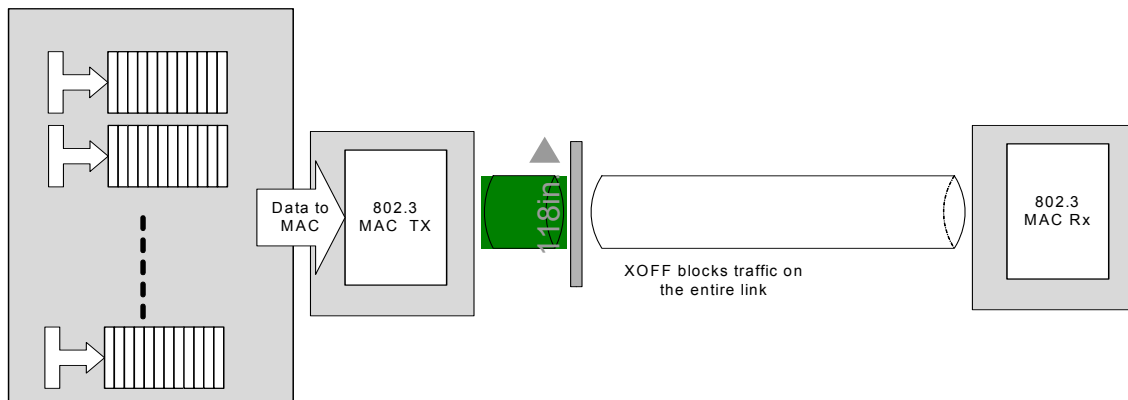 Data to
MAC
802.3
MAC TX
118in
XOFF blocks traffic on
the entire link
802.3
MAC Rx